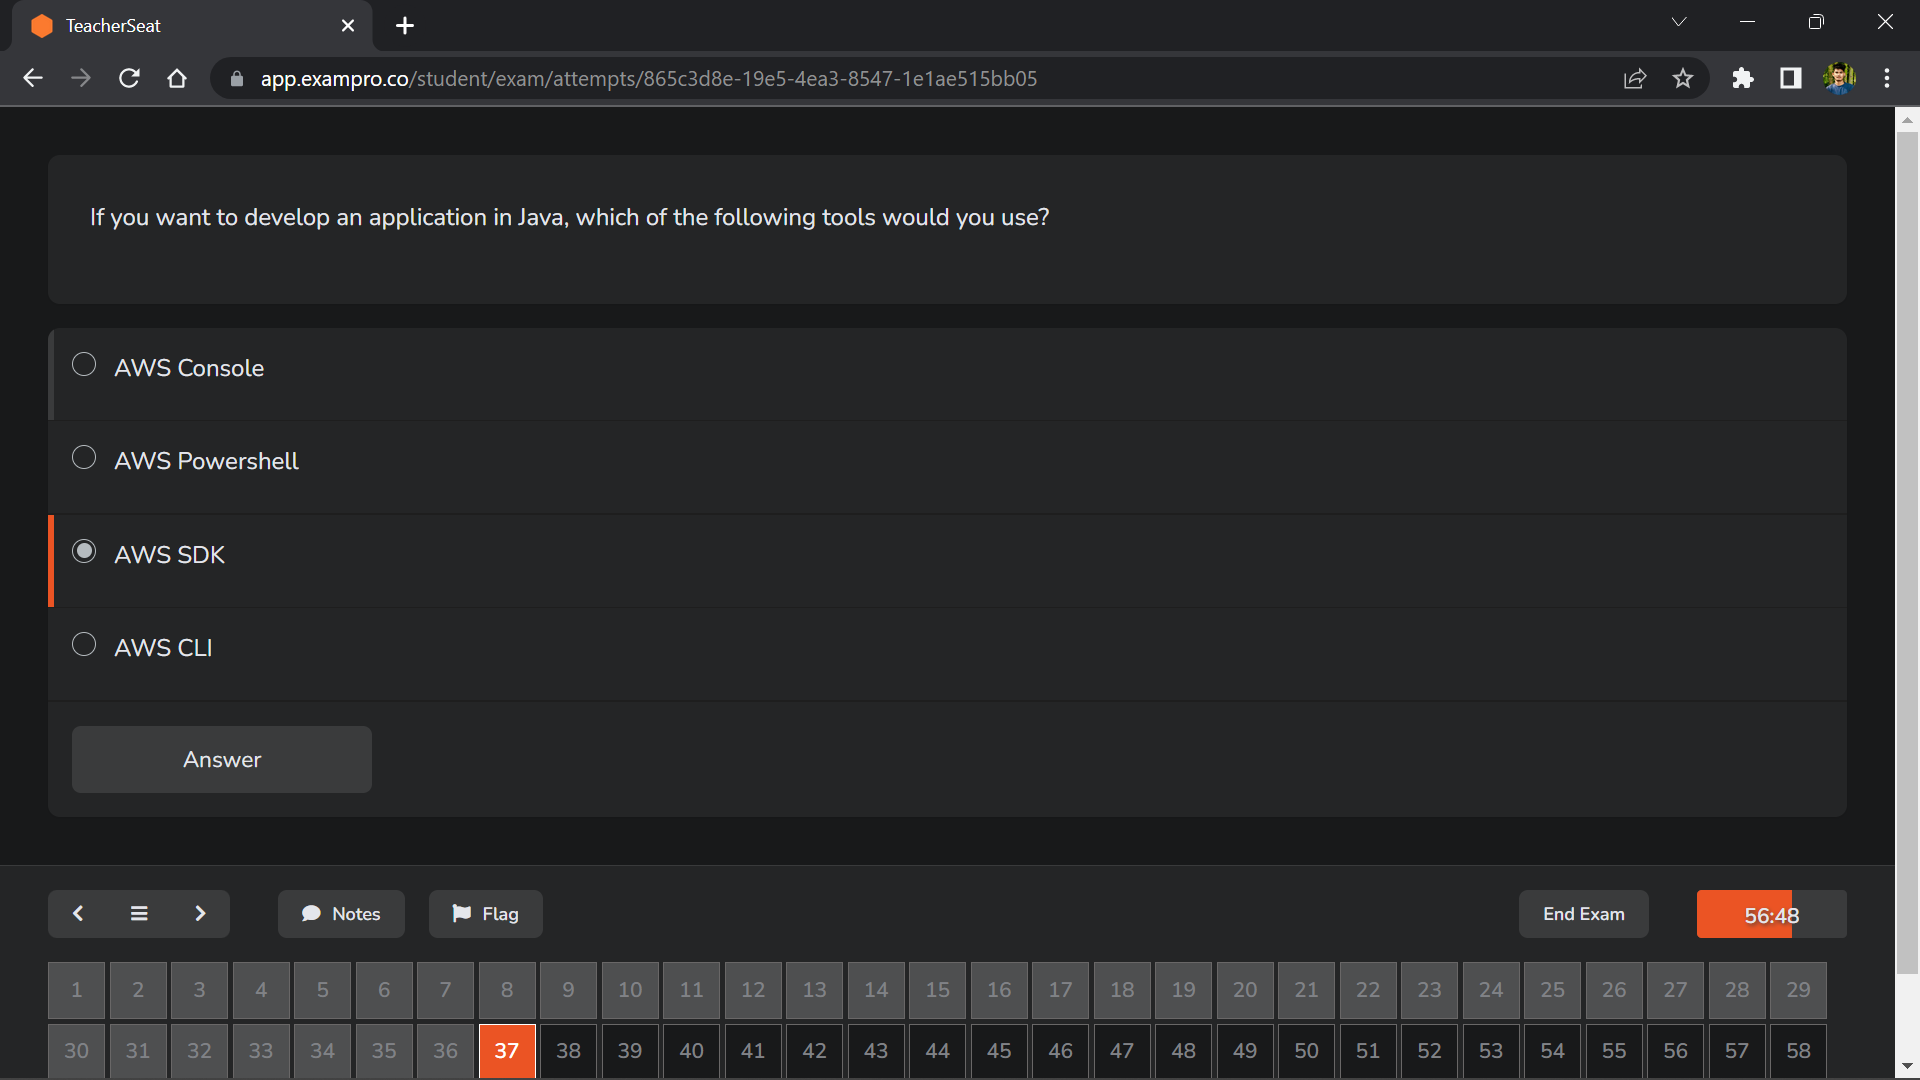 TeacherSeat
app.exampro.co/student/exam/attempts/865c3d8e-19e5-4ea3-8547-1e1ae515bb05
If you want to develop an application in Java, which of the following tools would you use?
AWS Console
AWS Powershell
AWS SDK
AWS CLI
Answer
Notes
Flag
End Exam
56:48
1 2 3 4 5 6 7 8 9 10 11 12 13 14 15 16 17 18 19 20 21 22 23 24 25 26 27 28 29
30 31 32 33 34 35 36 37 38 39 40 41 42 43 44 45 46 47 48 49 50 51 52 53 54 55 56 57 58